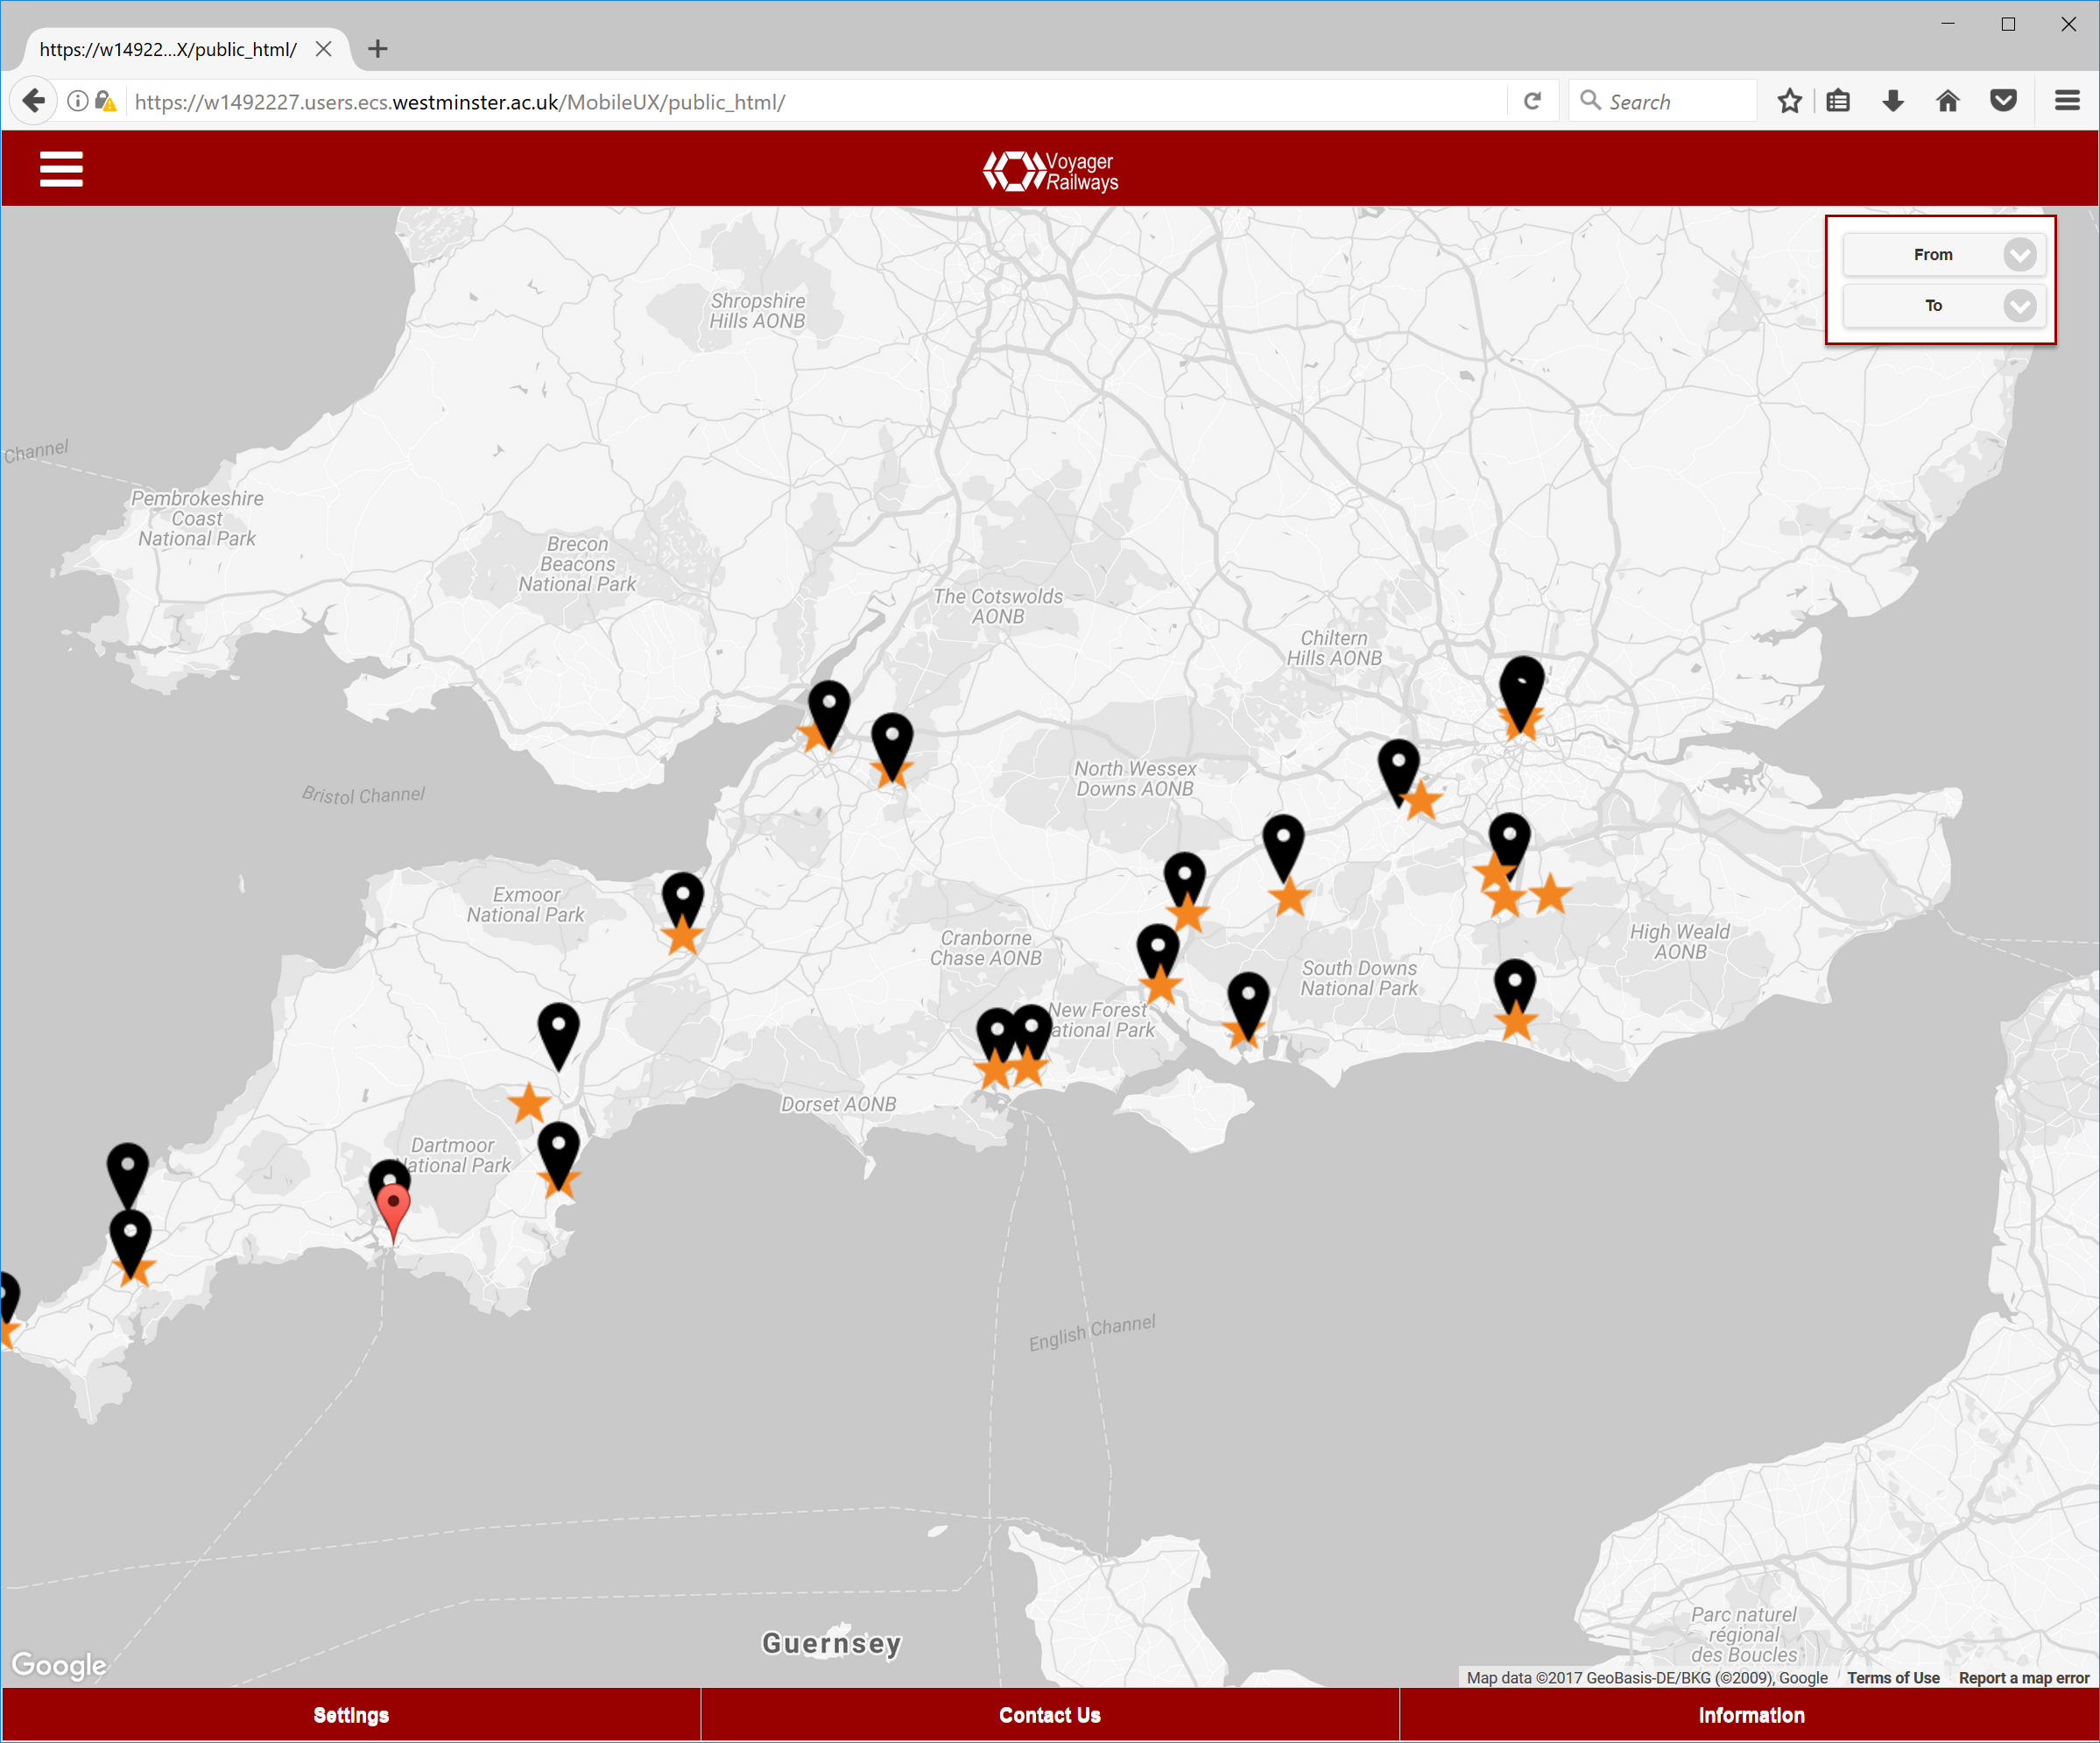 https://w14922...X/public_html/
https://w1492227.users.ecs.westminster.ac.uk/MobileUX/public_html/
Search
Voyager
Railways
From
To
Shropshire
Hills AONB
Channel
Pembrokeshire
Coast
National Park
Brecon
Beacons
National Park
The Cotswolds
AONB
Chiltern
Hills AONB
North Wessex
Downs AONB
Bristol Channel
Exmoor
National Park
Cranborne
Chase AONB
High Weald
AONB
South Downs
National Park
New Forest
ational Park
Dorset AONB
Dartmoor
National Park
English Channel
Guernsey
Parc naturel
régional
des Boucles
Google
Map data ©2017 GeoBasis-DE/BKG (©2009), Google Terms of Use Report a map error
Settings Contact Us Information